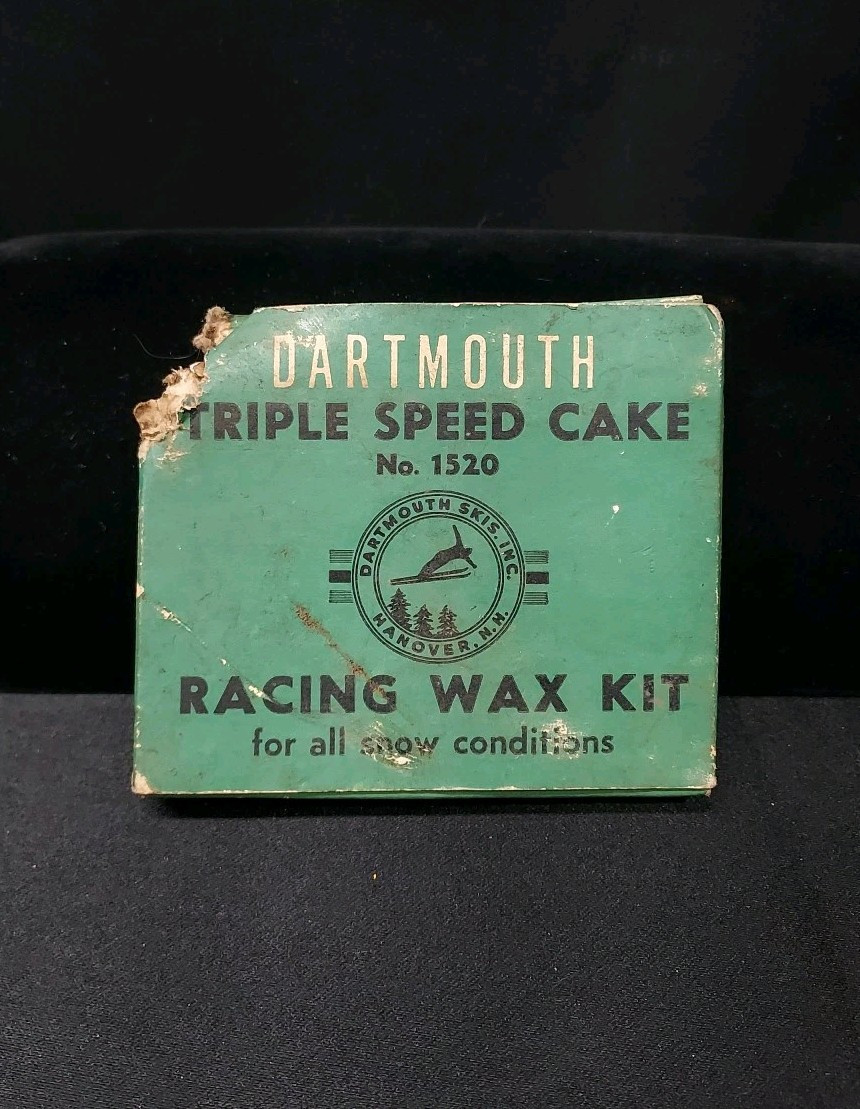 DARTMOUTH
TRIPLE SPEED CAKE
No. 1520
DARTMOUTH SKIS, INC.
HANOVER, N.H.
RACING WAX KIT
for all snow conditions